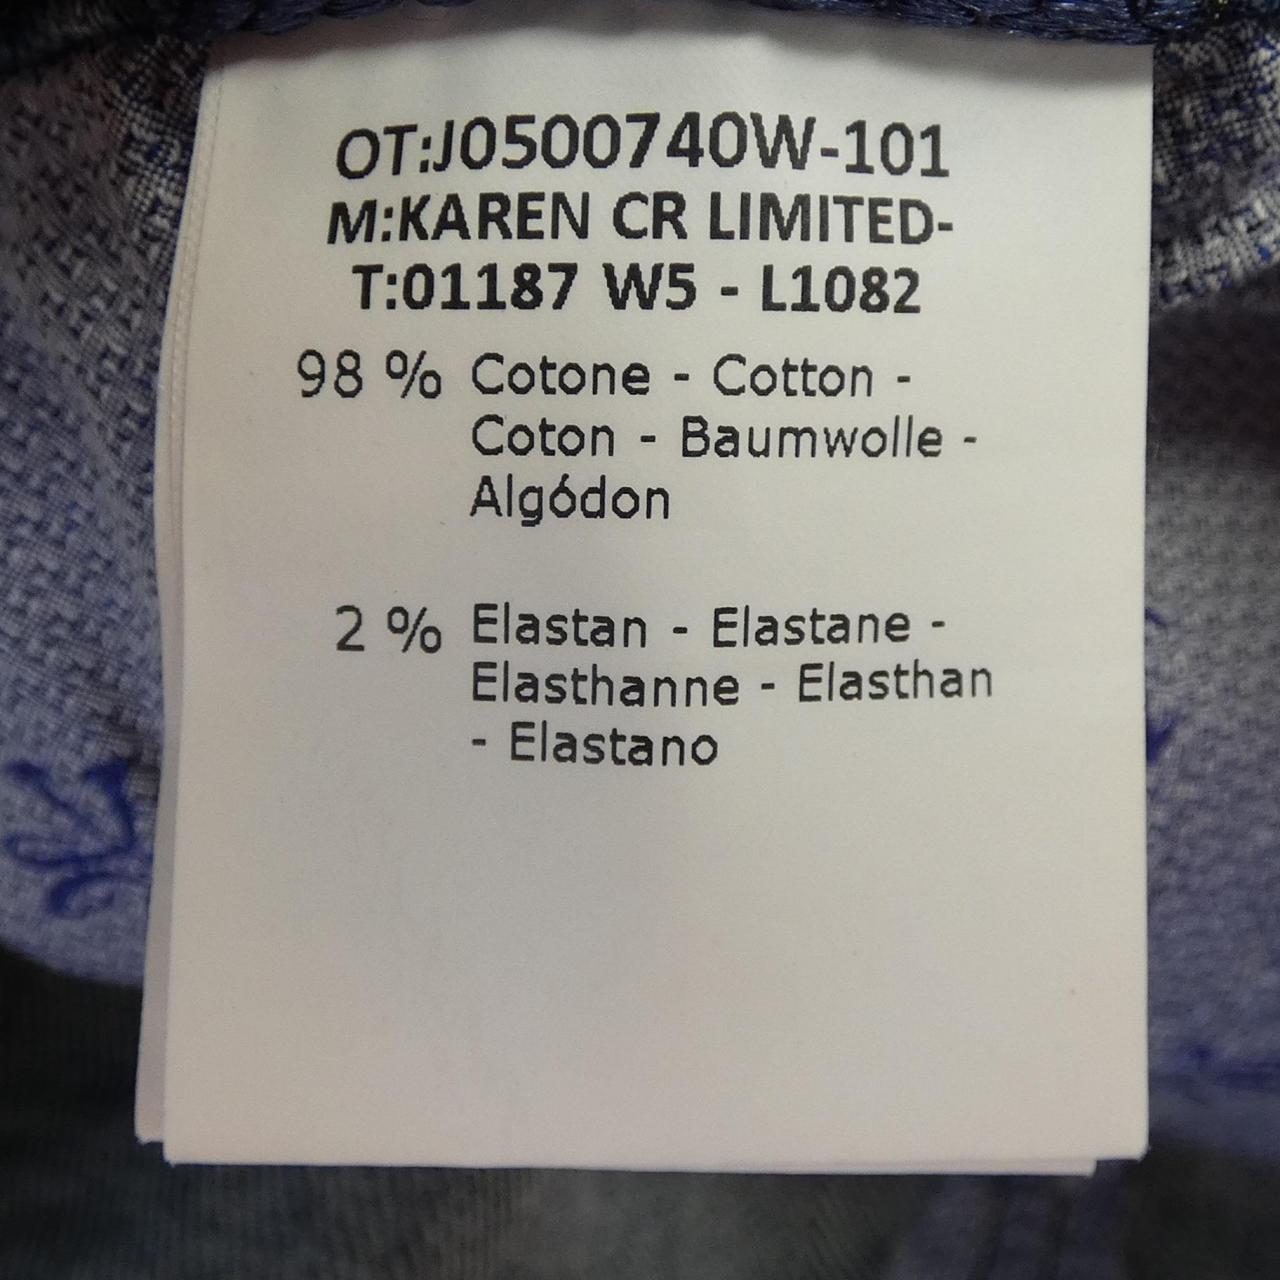 OT:J0500740W-101
M:KAREN CR LIMITED-
T:01187 W5 - L1082
98 % Cotone - Cotton -
Coton - Baumwolle -
Algódon
2 % Elastan - Elastane -
Elasthanne - Elasthan
- Elastano